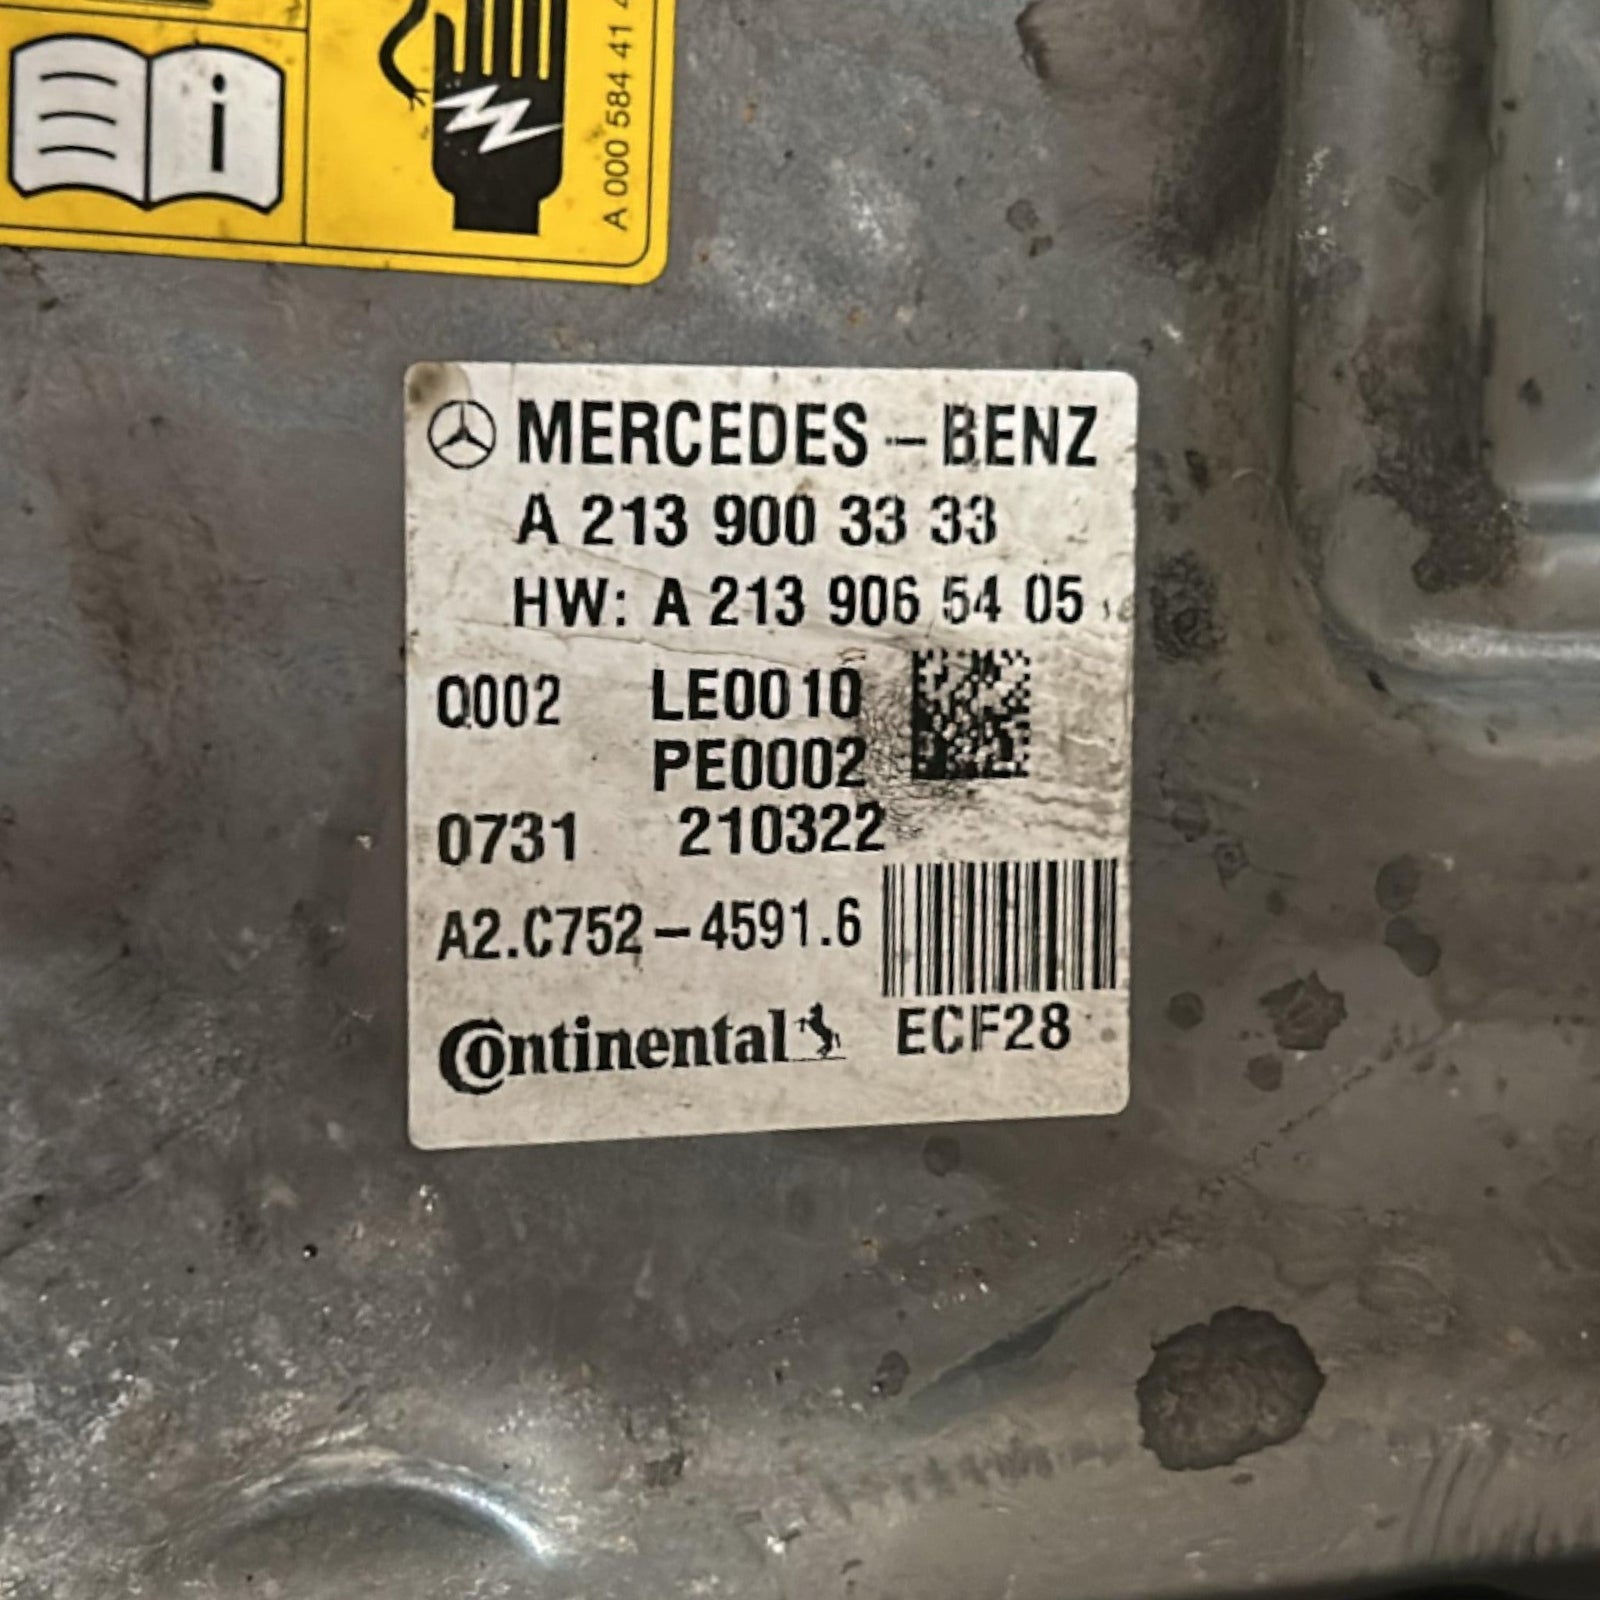 i
A 000 584 41 4
MERCEDES-BENZ
A 213 900 33 33
HW: A 213 906 54 05
Q002 LE0010
PE0002
0731 210322
A2.C752-4591.6
Continental ECF28